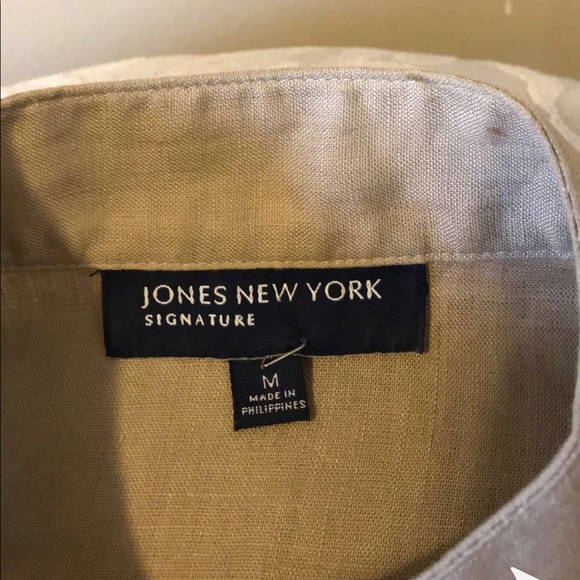 JONES NEW YORK
SIGNATURE
M
MADE IN
PHILIPPINES